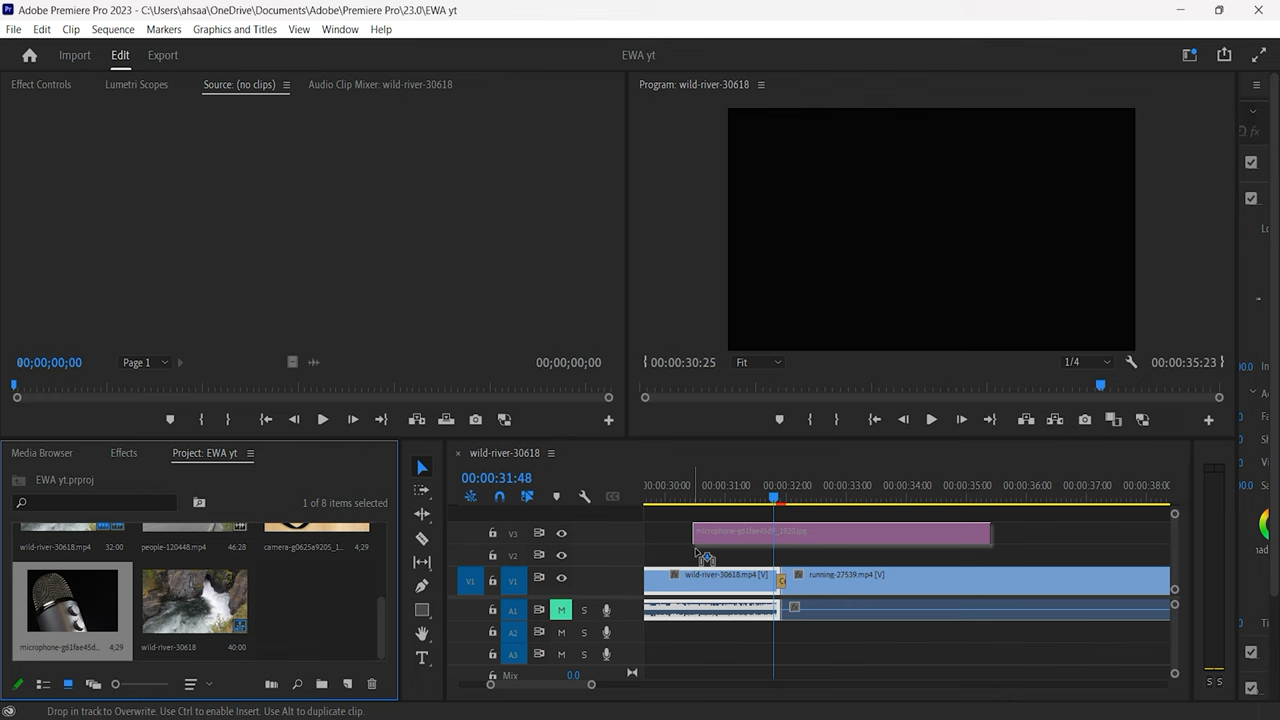 Adobe Premiere Pro 2023 - C:\Users\ahsaa\OneDrive\Documents\Adobe\Premiere Pro\23.0\EWA yt
File Edit Clip Sequence Markers Graphics and Titles View Window Help
Import Edit Export EWA yt
Effect Controls Lumetri Scopes Source: (no clips) Audio Clip Mixer: wild-river-30618 Program: wild-river-30618
00;00;00;00 Page 1 00;00;00;00 00:00:30:25 Fit 1/4 00:00:35:23
Media Browser Effects Project: EWA yt wild-river-30618
EWA yt.prproj 00:00:31:48
1 of 8 items selected
00:00:30:00 00:00:31:00 00:00:32:00 00:00:33:00 00:00:34:00 00:00:35:00 00:00:36:00 00:00:37:00 00:00:38:00
V3 microphone-g61fae45d9_1920.jpg
wild-river-30618.mp4 32:00 people-120448.mp4 46:28 camera-g0625a9205_1... 4;29
V2
V1 V1 wild-river-30618.mp4 [V] running-27539.mp4 [V]
A1 M S
A2 M S
microphone-g61fae45d... 4;29 wild-river-30618 40:00
A3 M S
Mix 0.0
S S
Drop in track to Overwrite. Use Ctrl to enable Insert. Use Alt to duplicate clip.